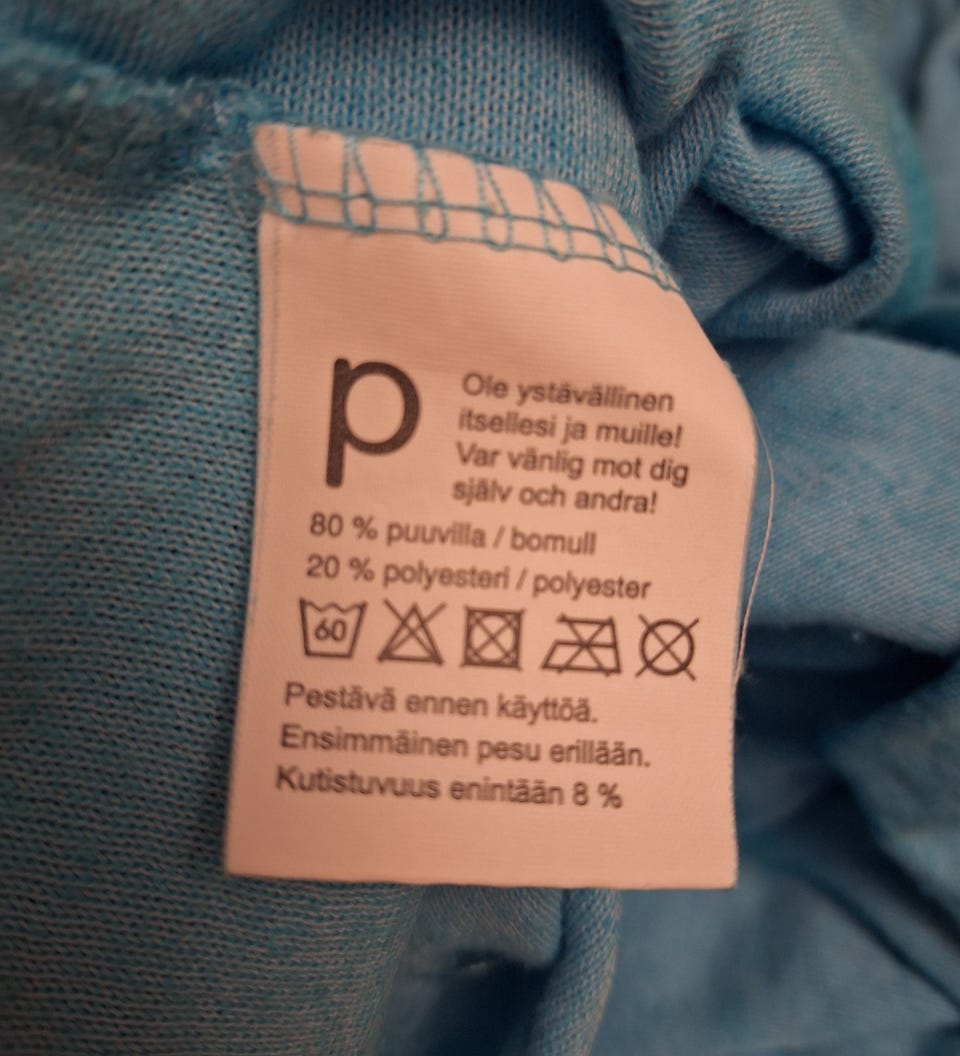 p
Ole ystävällinen
itsellesi ja muille!
Var vänlig mot dig
själv och andra!
80 % puuvilla / bomull
20 % polyesteri / polyester
60
Pestävä ennen käyttöä.
Ensimmäinen pesu erillään.
Kutistuvuus enintään 8 %